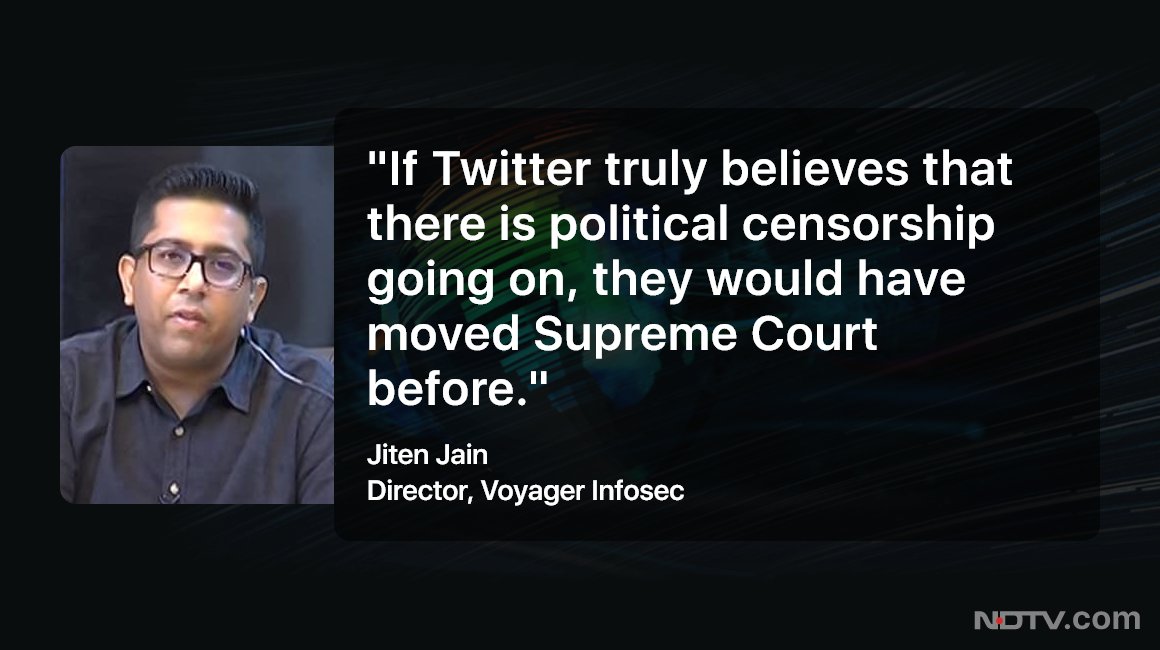 "If Twitter truly believes that
there is political censorship
going on, they would have
moved Supreme Court
before."
Jiten Jain
Director, Voyager Infosec
NDTV.com